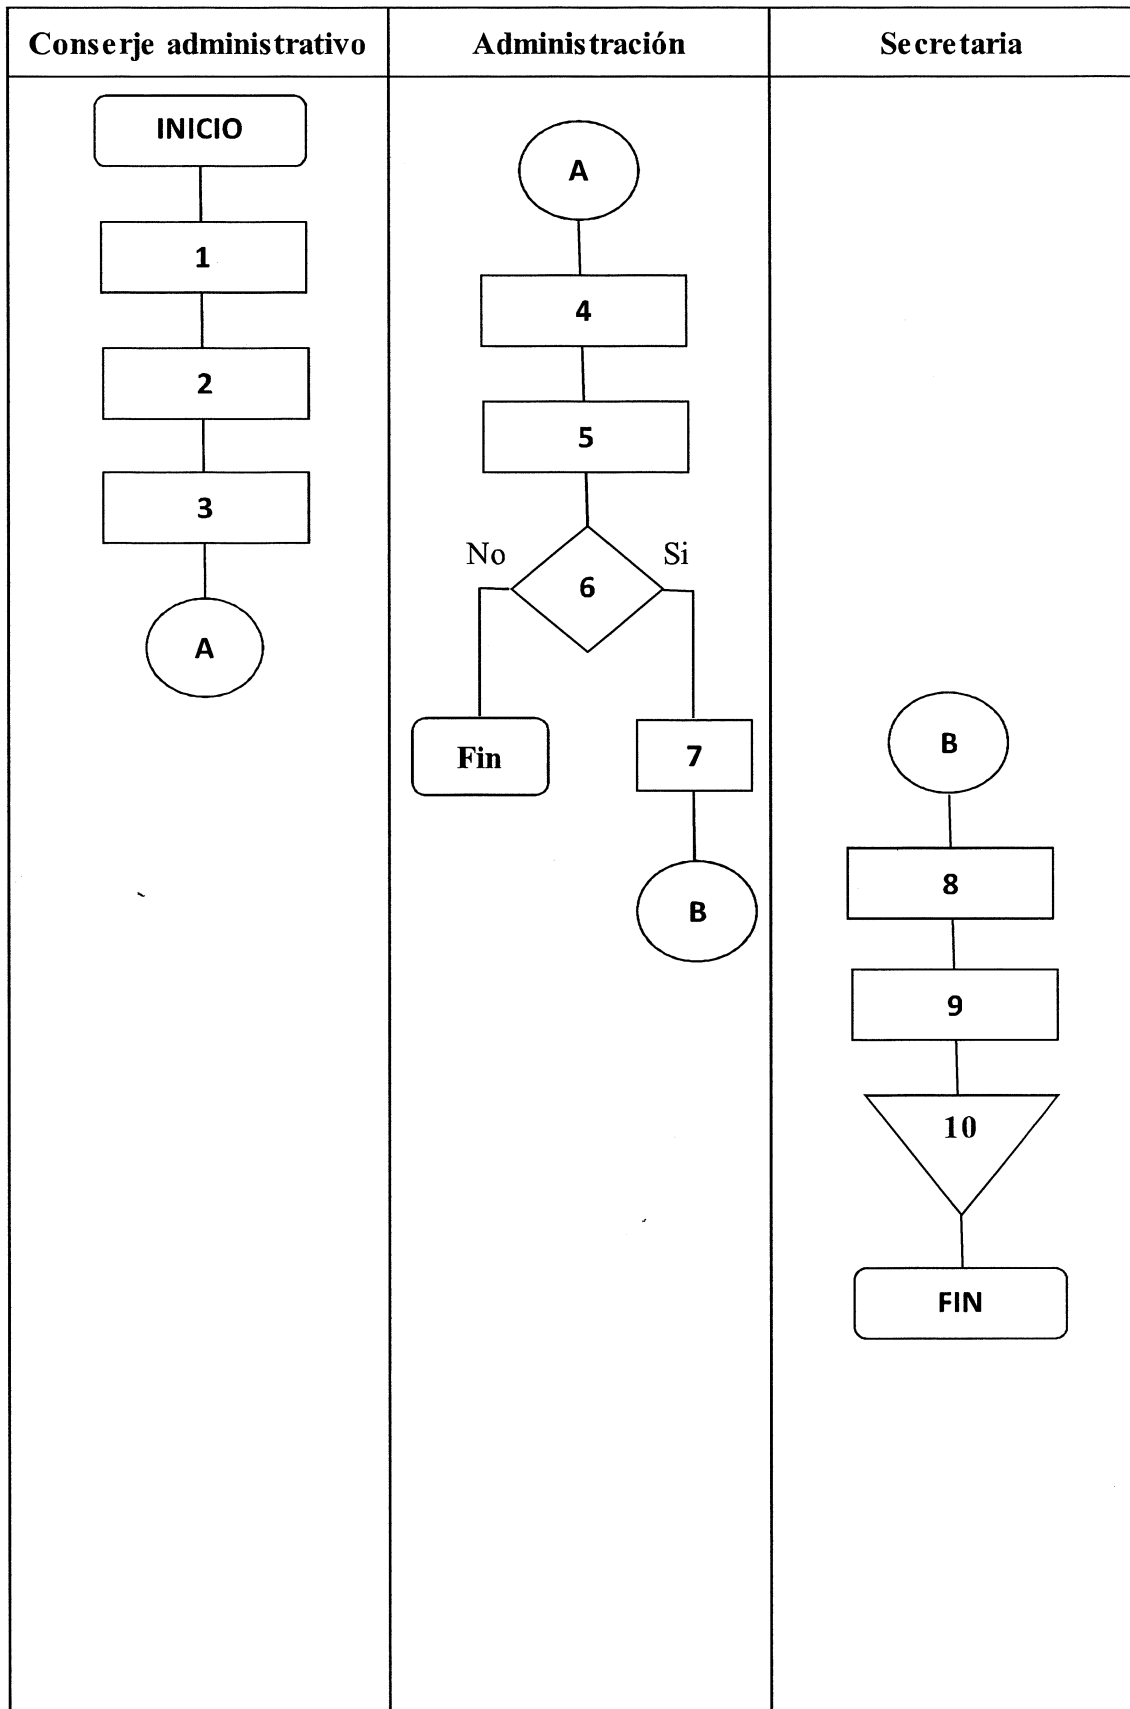 Conserje administrativo
Administración
Secretaria
INICIO
1
2
3
A
A
4
5
No
Si
6
Fin
7
B
B
8
9
10
FIN